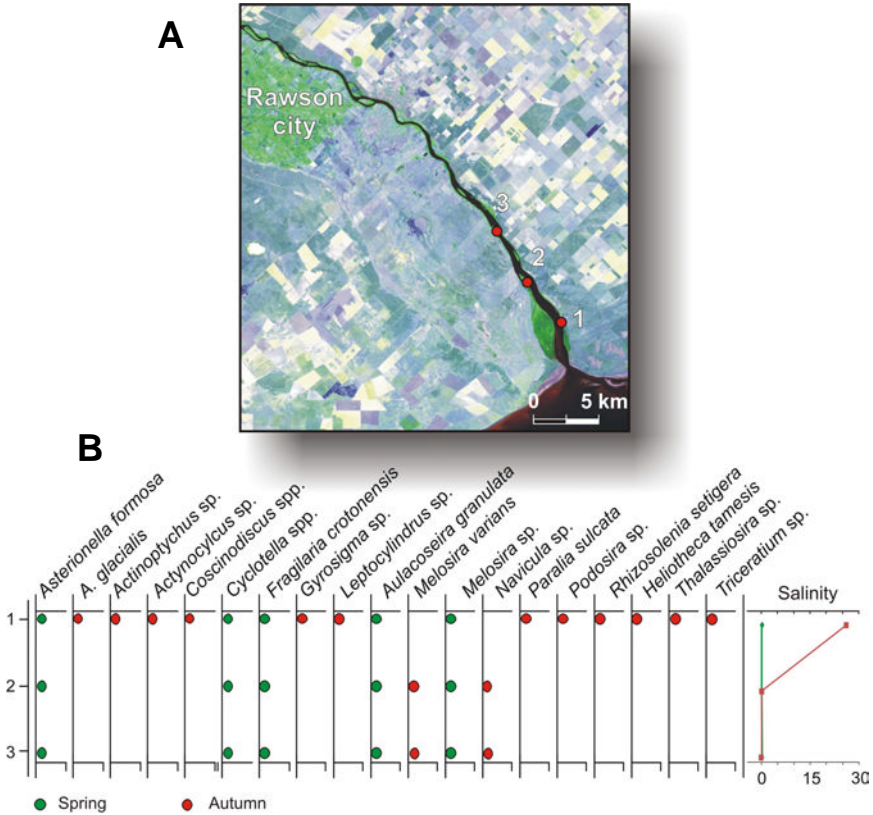 A
Rawson
city
3
2
1
0 5 km
B
Asterionella formosa
A. glacialis
Actinoptychus sp.
Actynocylcus sp.
Coscinodiscus spp.
Cyclotella spp.
Fragilaria crotonensis
Gyrosigma sp.
Leptocylindrus sp.
Aulacoseira granulata
Melosira varians
Melosira sp.
Navicula sp.
Paralia sulcata
Podosira sp.
Rhizosolenia setigera
Heliotheca tamesis
Thalassiosira sp.
Triceratium sp.
Salinity
1
2
3
0 15 30
Spring Autumn